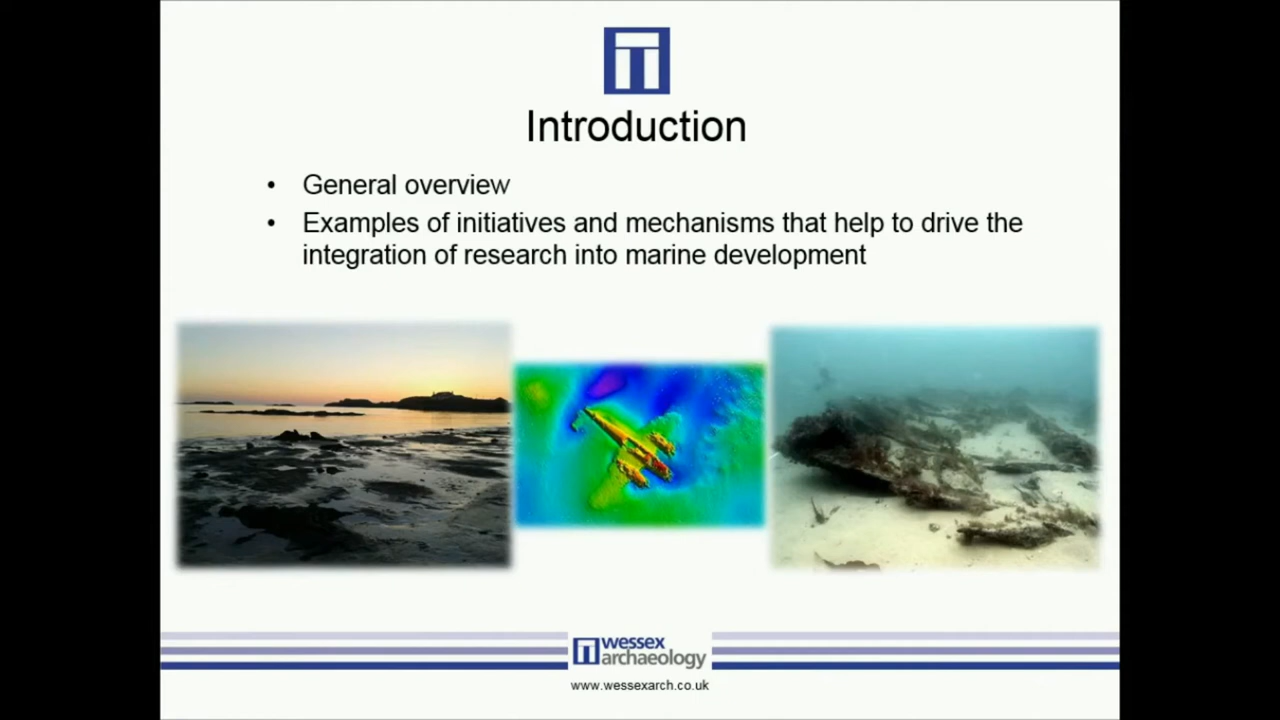 Introduction
• General overview
• Examples of initiatives and mechanisms that help to drive the
integration of research into marine development
wessex
archaeology
www.wessexarch.co.uk